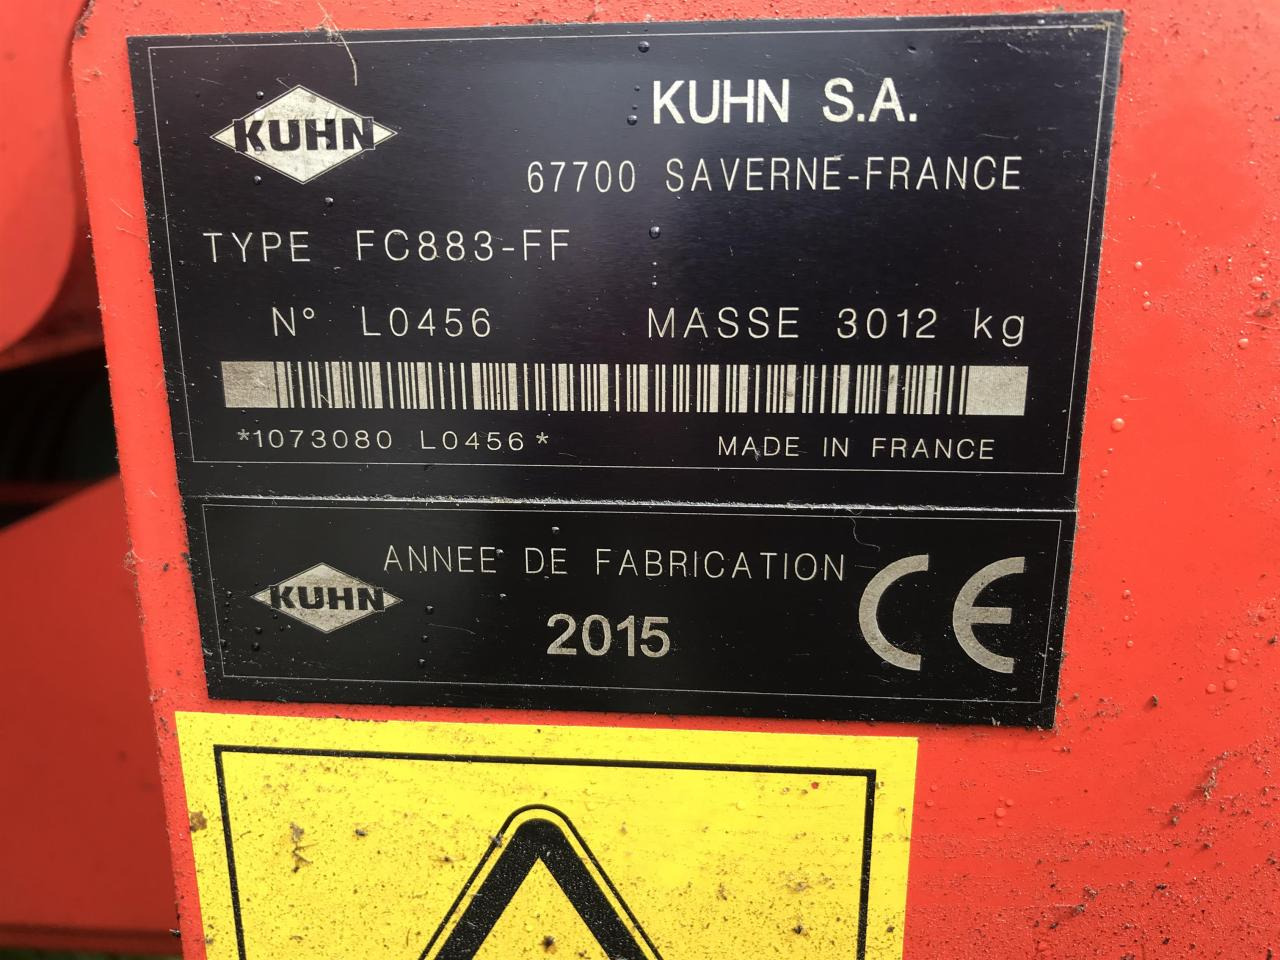 KUHN
KUHN S.A.
67700 SAVERNE-FRANCE
TYPE FC883-FF
N° L0456 MASSE 3012 kg
*1073080 L0456* MADE IN FRANCE
KUHN
ANNEE DE FABRICATION
2015
CE